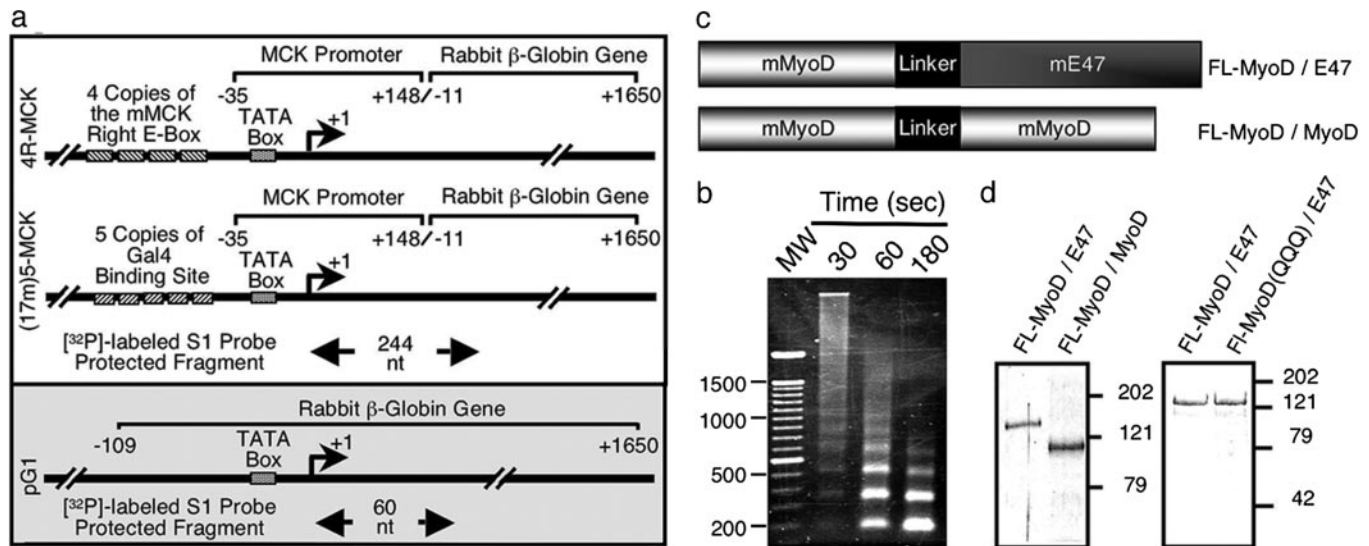 a
MCK Promoter
Rabbit β-Globin Gene
-35
+148
-11
+1650
4 Copies of
the mMCK
Right E-Box
TATA
Box
+1
4R-MCK
MCK Promoter
Rabbit β-Globin Gene
-35
+148
-11
+1650
5 Copies of
Gal4
Binding Site
TATA
Box
+1
(17m)5-MCK
[³²P]-labeled S1 Probe
Protected Fragment
244
nt
Rabbit β-Globin Gene
-109
+1650
TATA
Box
+1
pG1
[³²P]-labeled S1 Probe
Protected Fragment
60
nt
c
mMyoD
Linker
mE47
FL-MyoD / E47
mMyoD
Linker
mMyoD
FL-MyoD / MyoD
b
Time (sec)
MW
30
60
180
1500
1000
500
200
d
FL-MyoD / E47
FL-MyoD / MyoD
202
121
79
FL-MyoD / E47
Fl-MyoD(QQQ) / E47
202
121
79
42